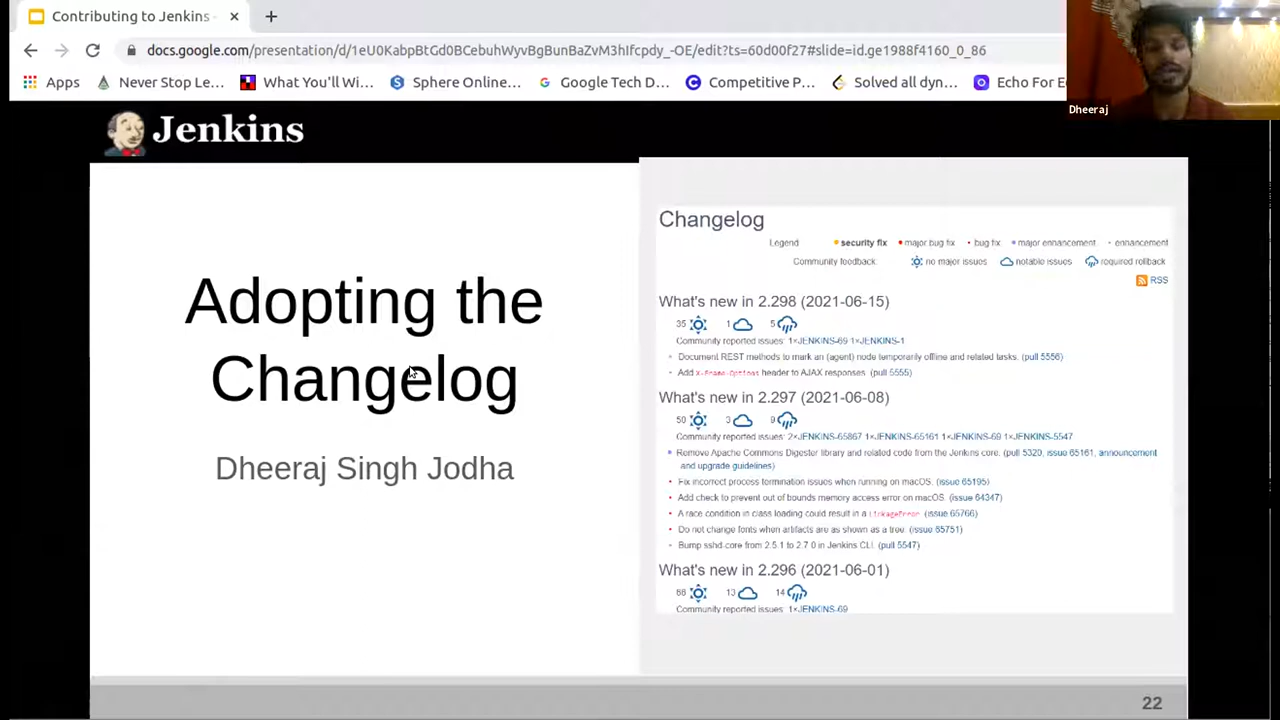 Contributing to Jenkins -
docs.google.com/presentation/d/1eU0KabpBtGd0BCebuhWyvBgBunBaZvM3hIfcpdy_-OE/edit?ts=60d00f27#slide=id.ge1988f4160_0_86
Apps Never Stop Le... What You'll Wi... Sphere Online... Google Tech D... Competitive P... Solved all dyn... Echo For E
Dheeraj
Jenkins
Adopting the
Changelog
Dheeraj Singh Jodha
Changelog
Legend security fix major bug fix bug fix major enhancement enhancement
Community feedback: no major issues notable issues required rollback
RSS
What's new in 2.298 (2021-06-15)
35 1 5
Community reported issues: 1×JENKINS-69 1×JENKINS-1
Document REST methods to mark an (agent) node temporarily offline and related tasks. (pull 5556)
Add X-Frame-Options header to AJAX responses. (pull 5555)
What's new in 2.297 (2021-06-08)
50 3 9
Community reported issues: 2×JENKINS-65867 1×JENKINS-65161 1×JENKINS-69 1×JENKINS-5547
Remove Apache Commons Digester library and related code from the Jenkins core. (pull 5320, issue 65161, announcement
and upgrade guidelines)
Fix incorrect process termination issues when running on macOS. (issue 65195)
Add check to prevent out of bounds memory access error on macOS. (issue 64347)
A race condition in class loading could result in a LinkageError (issue 65766)
Do not change fonts when artifacts are as shown as a tree. (issue 65751)
Bump sshd-core from 2.5.1 to 2.7.0 in Jenkins CLI. (pull 5547)
What's new in 2.296 (2021-06-01)
66 13 14
Community reported issues: 1×JENKINS-69
22